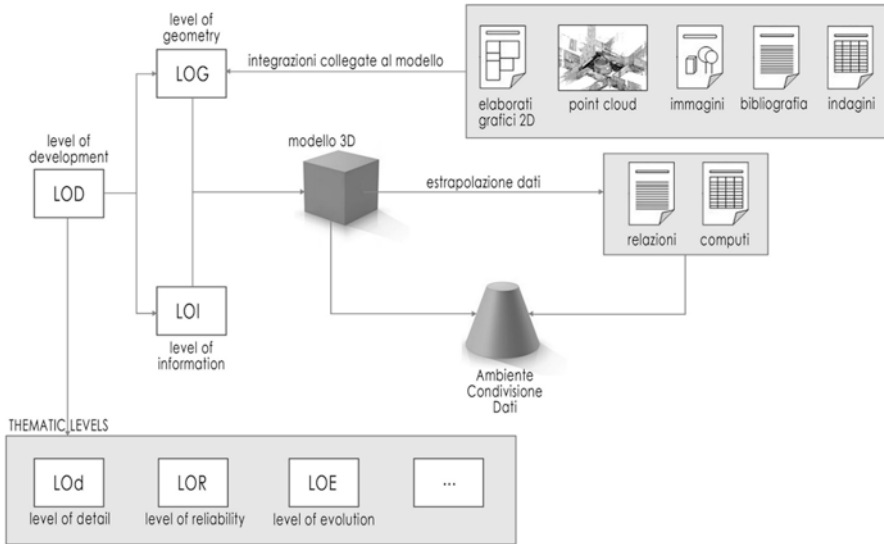 level of
geometry
LOG
integrazioni collegate al modello
elaborati
grafici 2D
point cloud
immagini
bibliografia
indagini
level of
development
LOD
modello 3D
estrapolazione dati
relazioni
computi
LOI
level of
information
Ambiente
Condivisione
Dati
THEMATIC LEVELS
LOd
level of detail
LOR
level of reliability
LOE
level of evolution
...